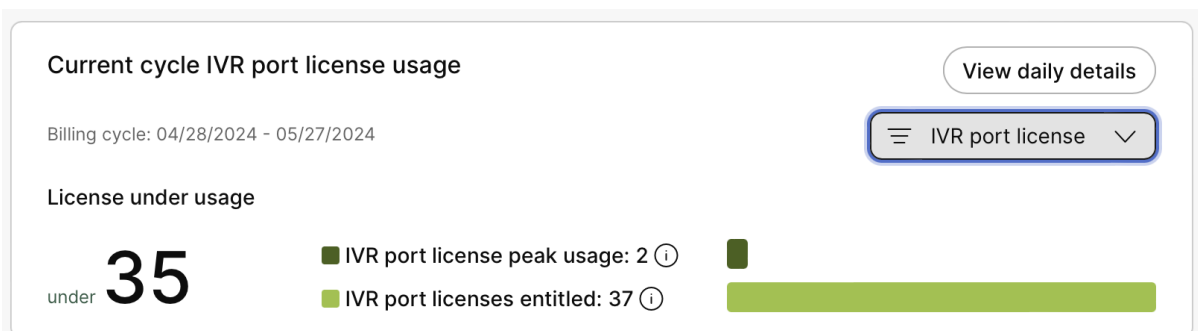 Current cycle IVR port license usage
View daily details
Billing cycle: 04/28/2024 - 05/27/2024
IVR port license
License under usage
under 35
IVR port license peak usage: 2
IVR port licenses entitled: 37